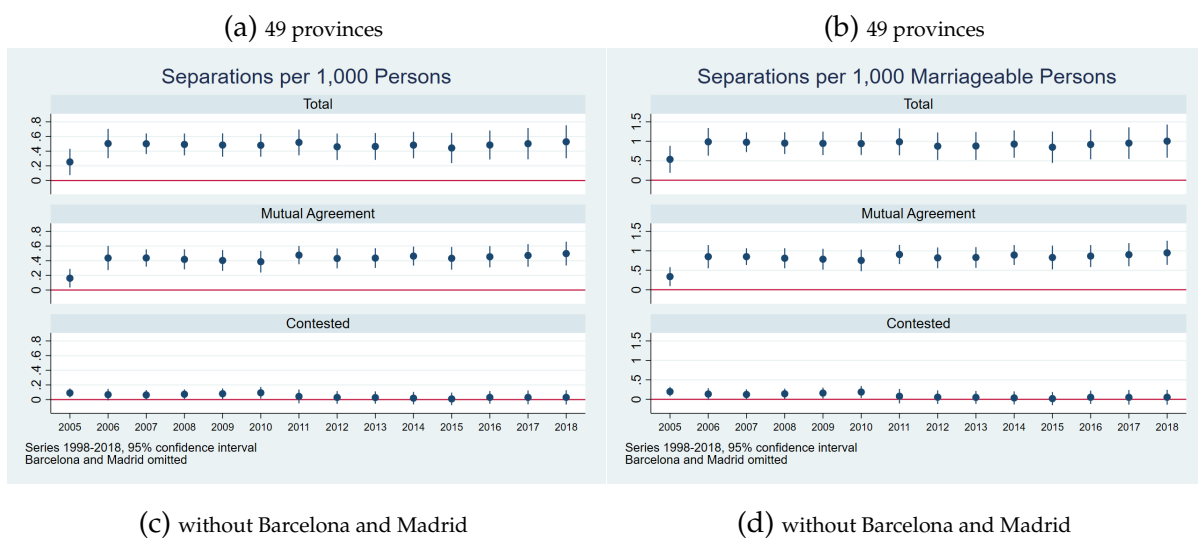 (a) 49 provinces
(b) 49 provinces
Separations per 1,000 Persons
Total
0 .2 .4 .6 .8
Mutual Agreement
0 .2 .4 .6 .8
Contested
0 .2 .4 .6 .8
2005 2006 2007 2008 2009 2010 2011 2012 2013 2014 2015 2016 2017 2018
Series 1998-2018, 95% confidence interval
Barcelona and Madrid omitted
Separations per 1,000 Marriageable Persons
Total
0 .5 1 1.5
Mutual Agreement
0 .5 1 1.5
Contested
0 .5 1 1.5
2005 2006 2007 2008 2009 2010 2011 2012 2013 2014 2015 2016 2017 2018
Series 1998-2018, 95% confidence interval
Barcelona and Madrid omitted
(c) without Barcelona and Madrid
(d) without Barcelona and Madrid